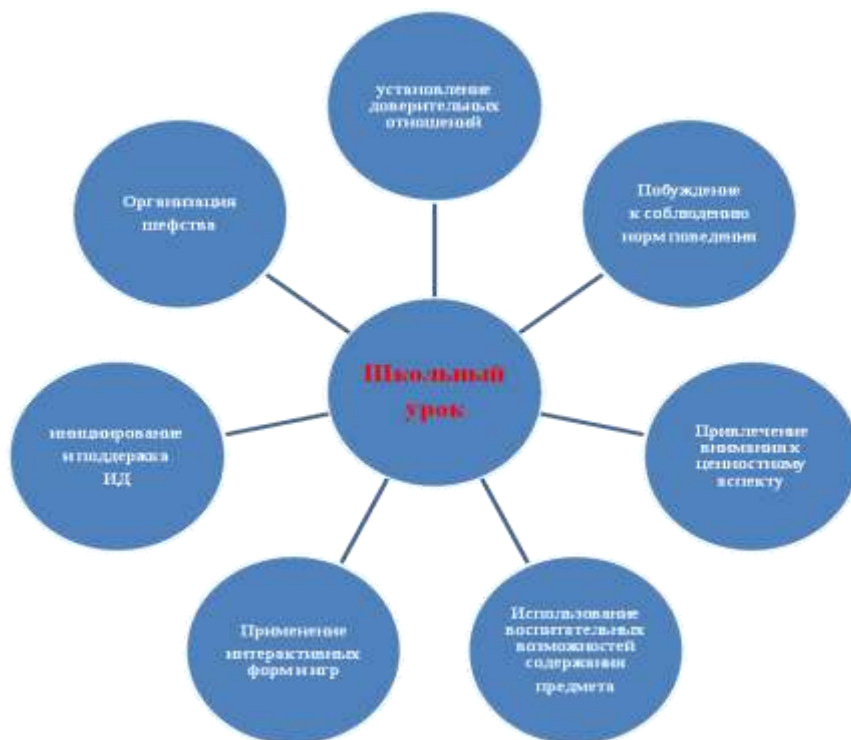 установление
доверительных
отношений
Побуждение
к соблюдению
норм поведения
Привлечение
внимания к
ценностному
аспекту
Использование
воспитательных
возможностей
содержания
предмета
Применение
интерактивных
форм и игр
инициирование
и поддержка
ИД
Организация
шефства
Школьный
урок